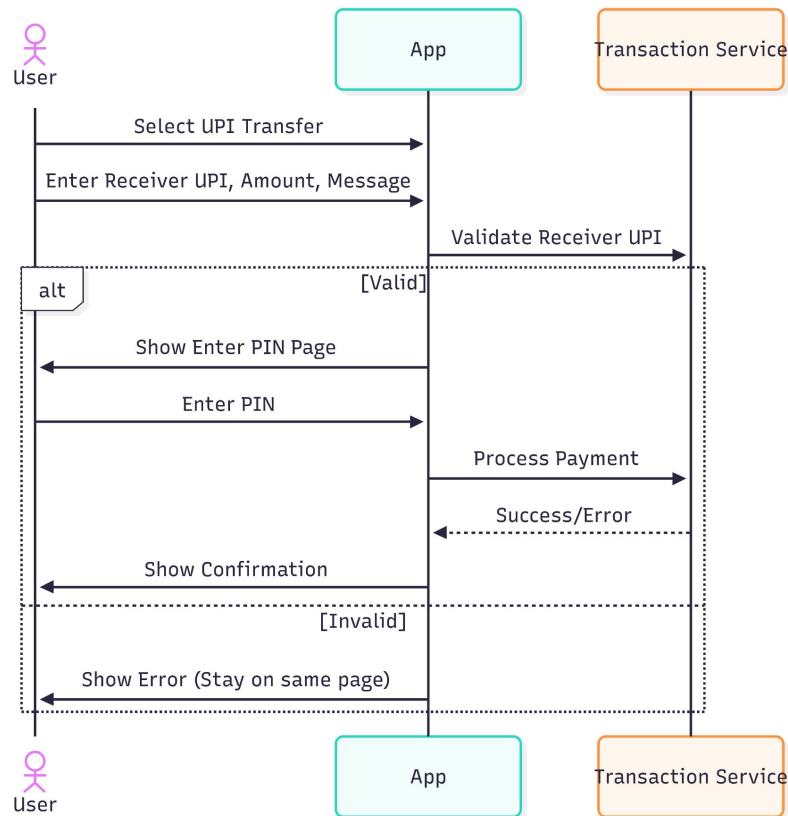 App
Transaction Service
User
Select UPI Transfer
Enter Receiver UPI, Amount, Message
Validate Receiver UPI
alt
[Valid]
Show Enter PIN Page
Enter PIN
Process Payment
Success/Error
Show Confirmation
[Invalid]
Show Error (Stay on same page)
App
Transaction Service
User